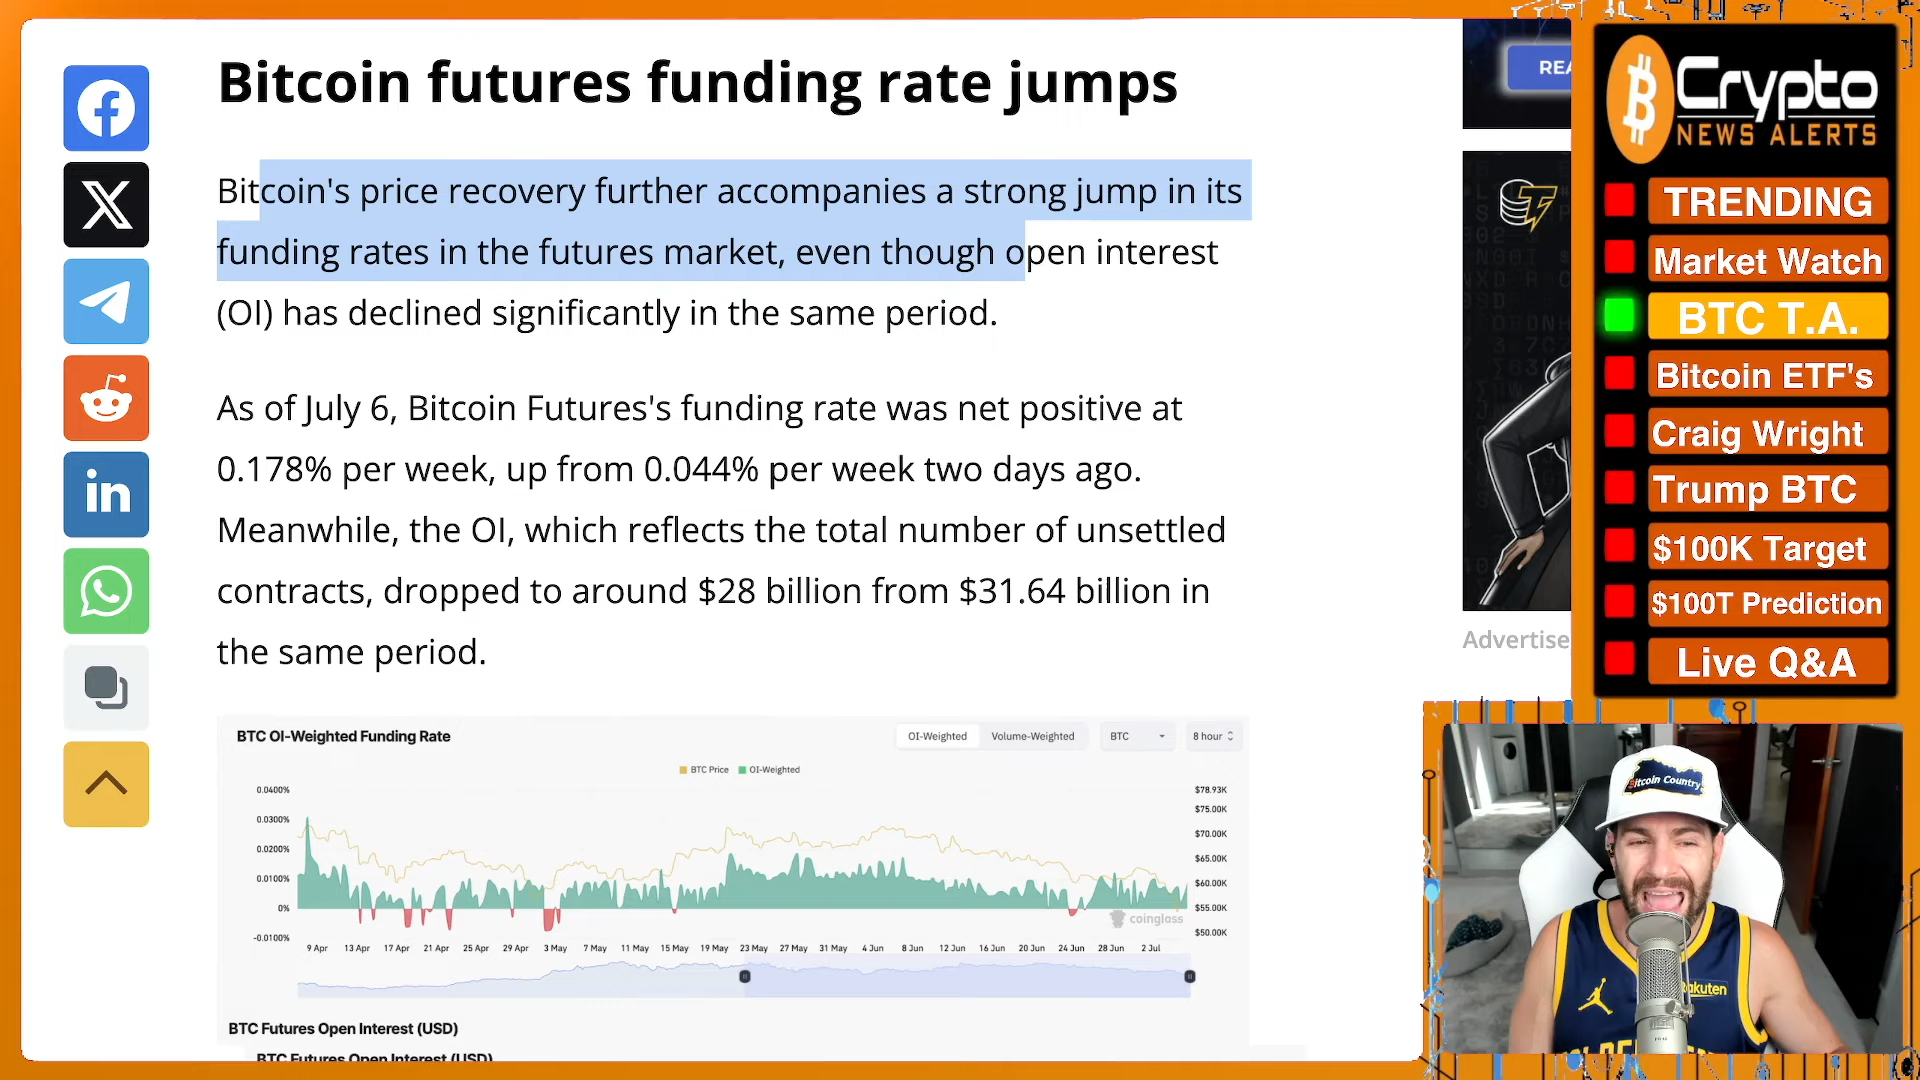 Bitcoin futures funding rate jumps
Bitcoin's price recovery further accompanies a strong jump in its
funding rates in the futures market, even though open interest
(OI) has declined significantly in the same period.
As of July 6, Bitcoin Futures's funding rate was net positive at
0.178% per week, up from 0.044% per week two days ago.
Meanwhile, the OI, which reflects the total number of unsettled
contracts, dropped to around $28 billion from $31.64 billion in
the same period.
BTC OI-Weighted Funding Rate
OI-Weighted
Volume-Weighted
BTC
8 hour
BTC Price
OI-Weighted
0.0400%
0.0300%
0.0200%
0.0100%
0%
-0.0100%
$78.93K
$75.00K
$70.00K
$65.00K
$60.00K
$55.00K
$50.00K
coinglass
9 Apr 13 Apr 17 Apr 21 Apr 25 Apr 29 Apr 3 May 7 May 11 May 15 May 19 May 23 May 27 May 31 May 4 Jun 8 Jun 12 Jun 16 Jun 20 Jun 24 Jun 28 Jun 2 Jul
BTC Futures Open Interest (USD)
BTC Futures Open Interest (USD)
REA
Advertise
Crypto
NEWS ALERTS
TRENDING
Market Watch
BTC T.A.
Bitcoin ETF's
Craig Wright
Trump BTC
$100K Target
$100T Prediction
Live Q&A
Bitcoin Country
Rakuten